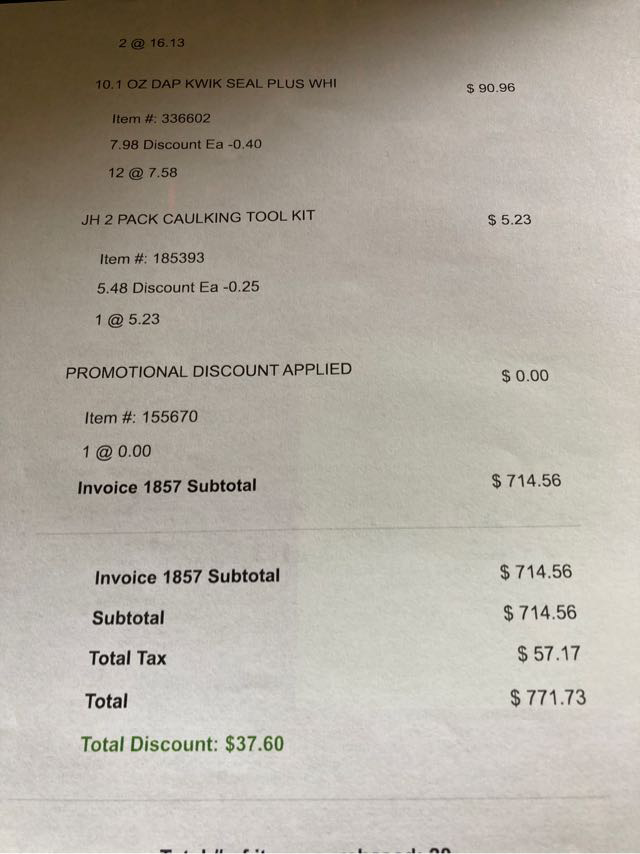 2 @ 16.13
10.1 OZ DAP KWIK SEAL PLUS WHI $ 90.96
Item #: 336602
7.98 Discount Ea -0.40
12 @ 7.58
JH 2 PACK CAULKING TOOL KIT $ 5.23
Item #: 185393
5.48 Discount Ea -0.25
1 @ 5.23
PROMOTIONAL DISCOUNT APPLIED $ 0.00
Item #: 155670
1 @ 0.00
Invoice 1857 Subtotal $ 714.56
Invoice 1857 Subtotal $ 714.56
Subtotal $ 714.56
Total Tax $ 57.17
Total $ 771.73
Total Discount: $37.60